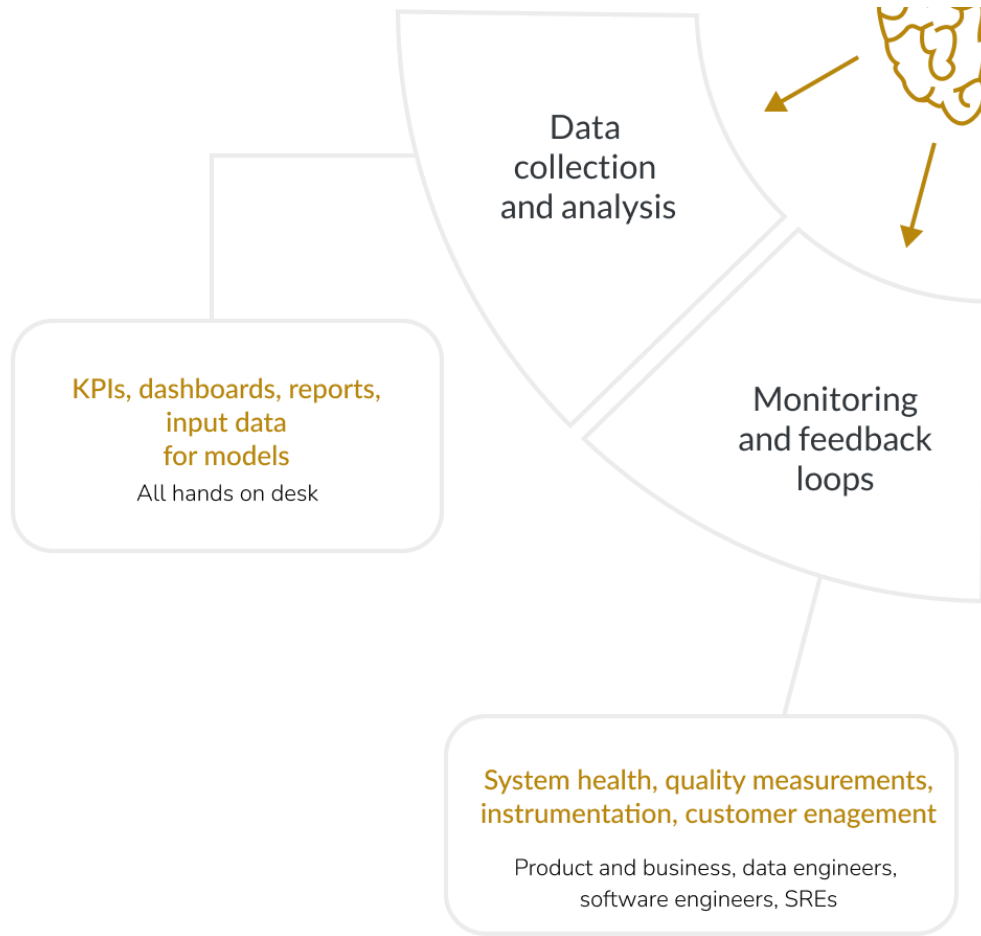 Data
collection
and analysis
KPIs, dashboards, reports,
input data
for models
All hands on desk
Monitoring
and feedback
loops
System health, quality measurements,
instrumentation, customer enagement
Product and business, data engineers,
software engineers, SREs